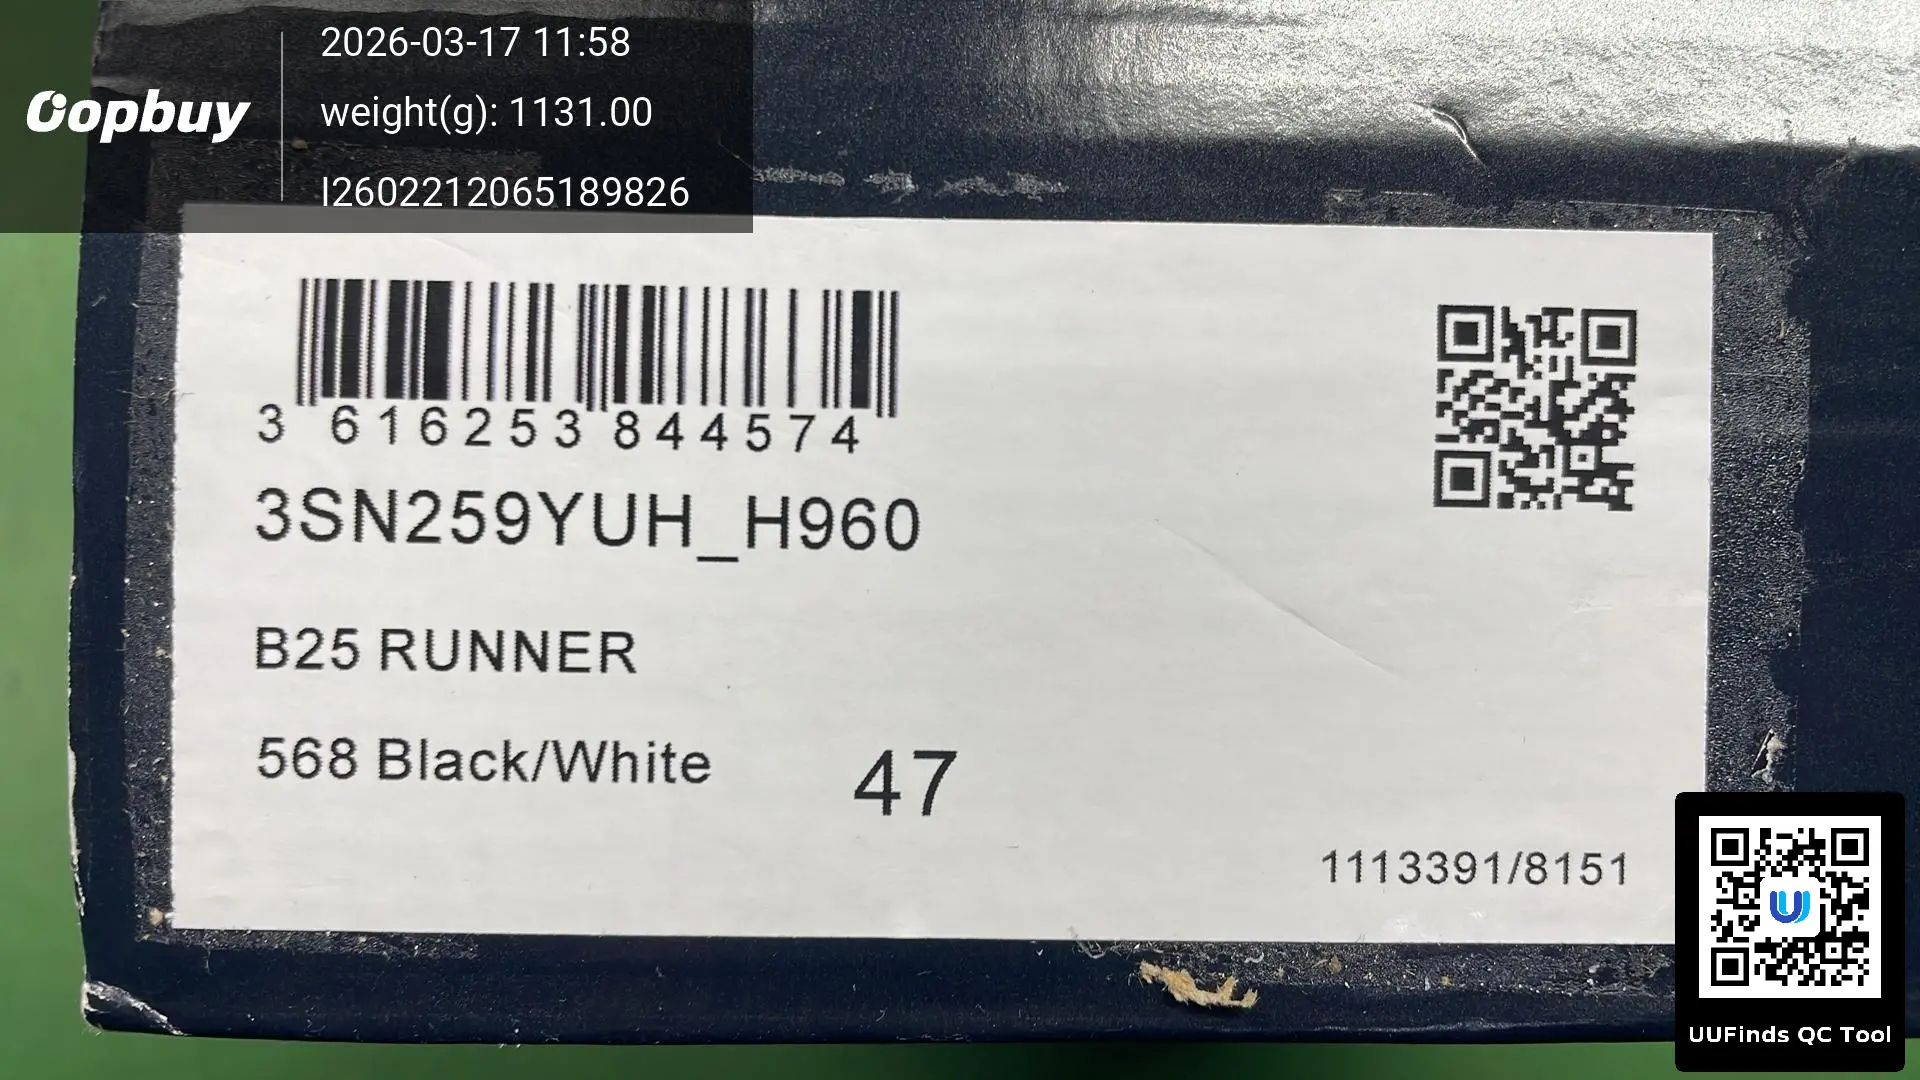 Oopbuy
2026-03-17 11:58
weight(g): 1131.00
I2602212065189826
3 616253 844574
3SN259YUH_H960
B25 RUNNER
568 Black/White
47
1113391/8151
UUFinds QC Tool